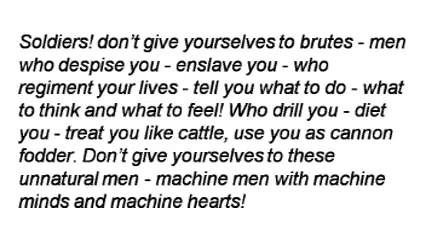 Soldiers! don't give yourselves to brutes - men
who despise you - enslave you - who
regiment your lives - tell you what to do - what
to think and what to feel! Who drill you - diet
you - treat you like cattle, use you as cannon
fodder. Don't give yourselves to these
unnatural men - machine men with machine
minds and machine hearts!